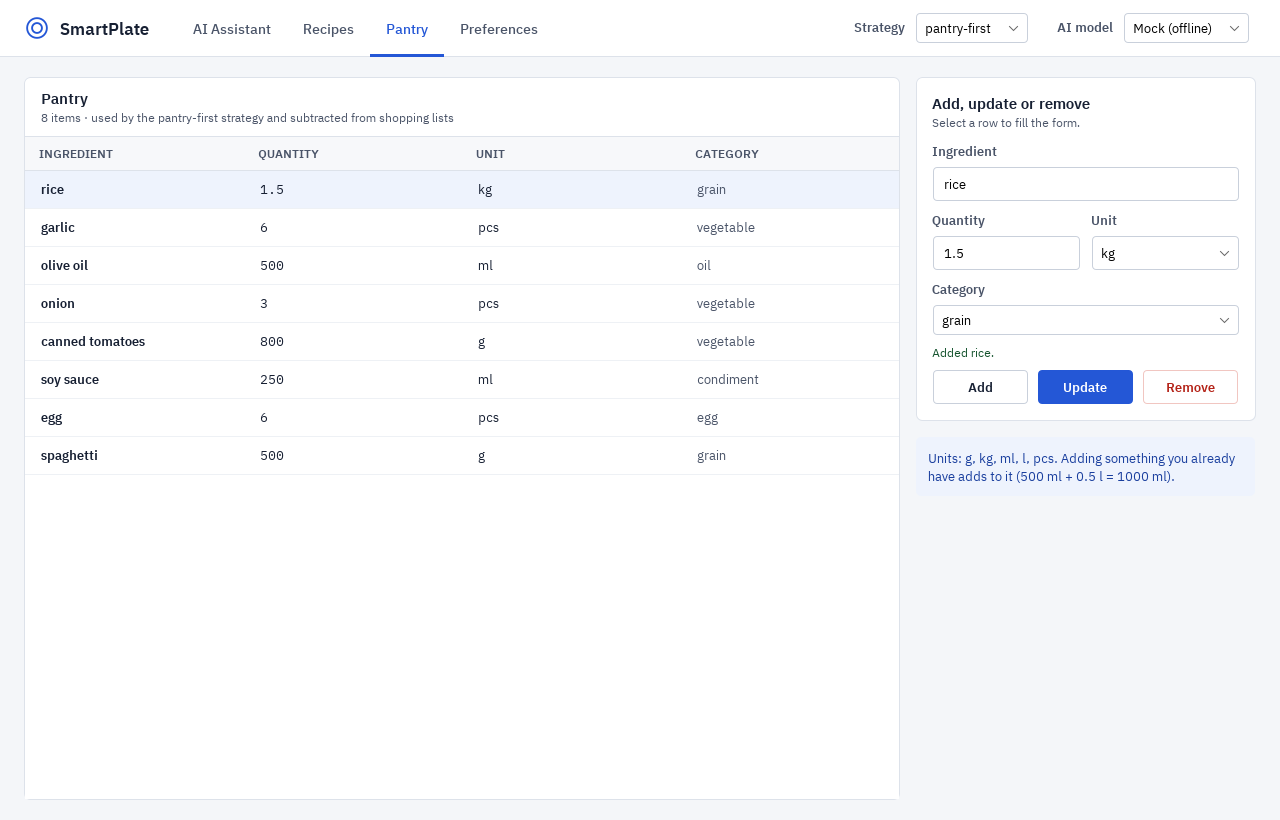 SmartPlate
AI Assistant
Recipes
Pantry
Preferences
Strategy
pantry-first
AI model
Mock (offline)
Pantry
8 items · used by the pantry-first strategy and subtracted from shopping lists
INGREDIENT QUANTITY UNIT CATEGORY
rice 1.5 kg grain
garlic 6 pcs vegetable
olive oil 500 ml oil
onion 3 pcs vegetable
canned tomatoes 800 g vegetable
soy sauce 250 ml condiment
egg 6 pcs egg
spaghetti 500 g grain
Add, update or remove
Select a row to fill the form.
Ingredient
rice
Quantity Unit
1.5 kg
Category
grain
Added rice.
Add Update Remove
Units: g, kg, ml, l, pcs. Adding something you already
have adds to it (500 ml + 0.5 l = 1000 ml).